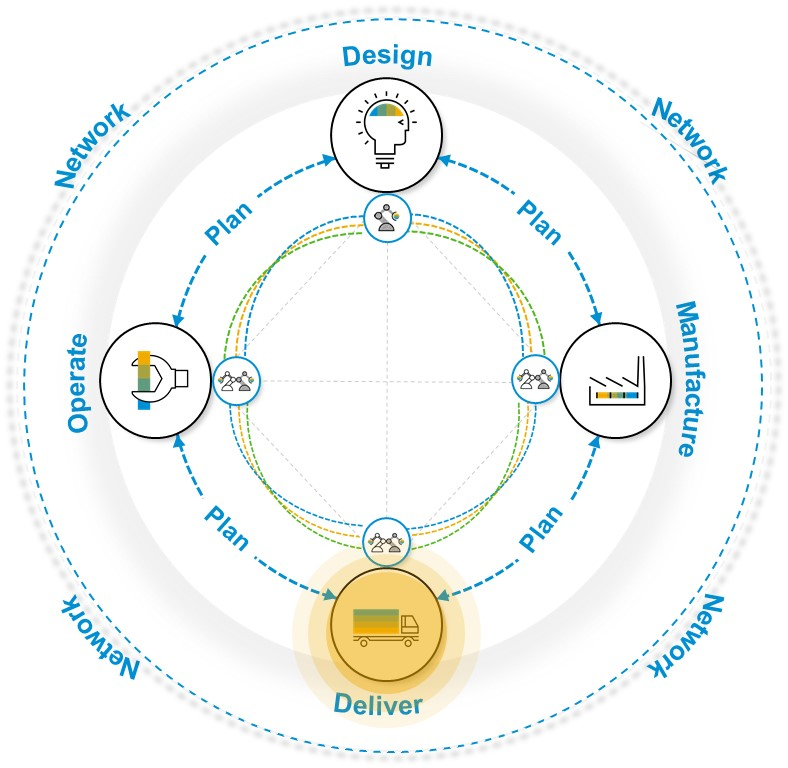 Design
Network
Network
Plan
Plan
Operate
Manufacture
Plan
Plan
Network
Network
Deliver